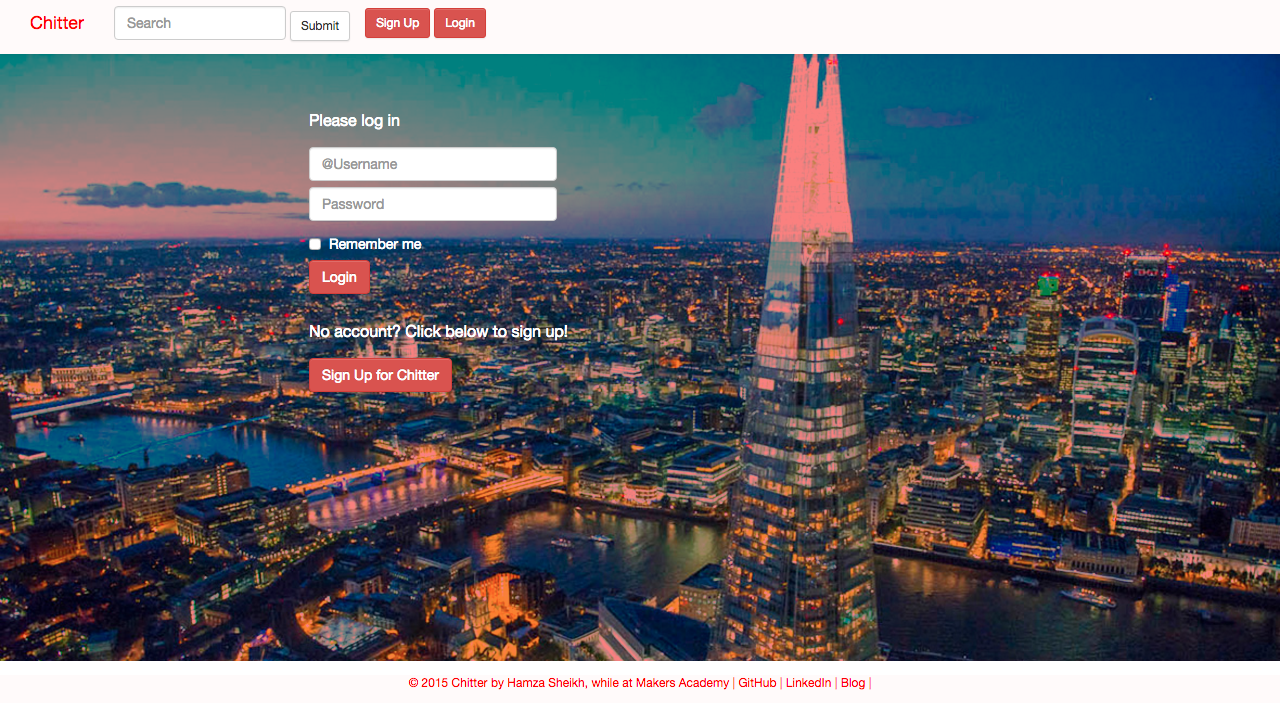 Chitter Search Submit Sign Up Login
Please log in
@Username
Password
Remember me
Login
No account? Click below to sign up!
Sign Up for Chitter
© 2015 Chitter by Hamza Sheikh, while at Makers Academy | GitHub | LinkedIn | Blog |